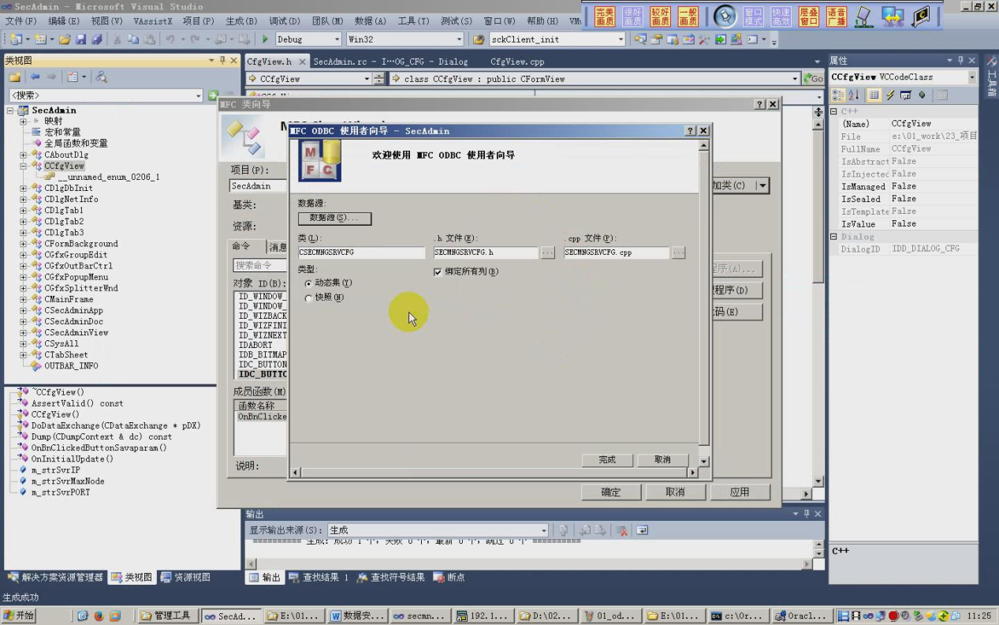 SecAdmin - Microsoft Visual Studio
文件(F) 编辑(E) 视图(V) VAssistX 项目(P) 生成(B) 调试(D) 团队(M) 数据(A) 工具(T) 测试(S) 窗口(W) 帮助(H)
完美画质 很好画质 较好画质 一般画质 窗口模式 快速高效 层叠窗口 语音广播
Debug Win32 sckClient_init
类视图
<搜索>
SecAdmin
映射
宏和常量
全局函数和变量
CAboutDlg
CCfgView
__unnamed_enum_0206_1
CDlgDbInit
CDlgNetInfo
CDlgTab1
CDlgTab2
CDlgTab3
CFormBackground
CGfxGroupEdit
CGfxOutBarCtrl
CGfxPopupMenu
CGfxSplitterWnd
CMainFrame
CSecAdminApp
CSecAdminDoc
CSecAdminView
CSysAll
CTabSheet
OUTBAR_INFO
~CCfgView()
AssertValid() const
CCfgView()
DoDataExchange(CDataExchange * pDX)
Dump(CDumpContext & dc) const
OnBnClickedButtonSavaparam()
OnInitialUpdate()
m_strSvrIP
m_strSvrMaxNode
m_strSvrPORT
解决方案资源管理器 类视图 资源视图
CfgView.h SecAdmin.rc - I…OG_CFG - Dialog CfgView.cpp
CCfgView class CCfgView : public CFormView Go
MFC 类向导
项目(P):
SecAdmin
加类(C)
基类:
资源:
命令 消息
搜索命令
对象 ID(B):
ID_WINDOW_
ID_WINDOW_
ID_WIZBACK
ID_WIZFINI
ID_WIZNEXT
IDABORT
IDB_BITMAP
IDC_BUTTON
IDC_BUTTO
程序(A)...
程序(D)
码(E)
成员函数(M)
函数名称
OnBnClicke
说明:
确定 取消 应用
MFC ODBC 使用者向导 - SecAdmin
欢迎使用 MFC ODBC 使用者向导
数据源:
数据源(S)...
类(L): .h 文件(E): .cpp 文件(F):
CSECMNGSRVCFG SECMNGSRVCFG.h ... SECMNGSRVCFG.cpp ...
类型: 绑定所有列(B)
动态集(Y)
快照(N)
完成 取消
输出
显示输出来源(S): 生成
========== 生成: 成功 1 个, 失败 0 个, 最新 0 个, 跳过 0 个 ==========
输出 查找结果 1 查找符号结果 断点
属性
CCfgView VCCodeClass
C++
(Name) CCfgView
File e:\01_work\23_项目
FullName CCfgView
IsAbstract False
IsInjected False
IsManaged False
IsSealed False
IsTemplate False
IsValue False
Dialog
DialogID IDD_DIALOG_CFG
C++
工具箱
生成成功
开始 管理工具 SecAd... E:\01... 数据安... secmn... 192.1... D:\02... 01_od... E:\01... c:\Or... Oracl... 11:25